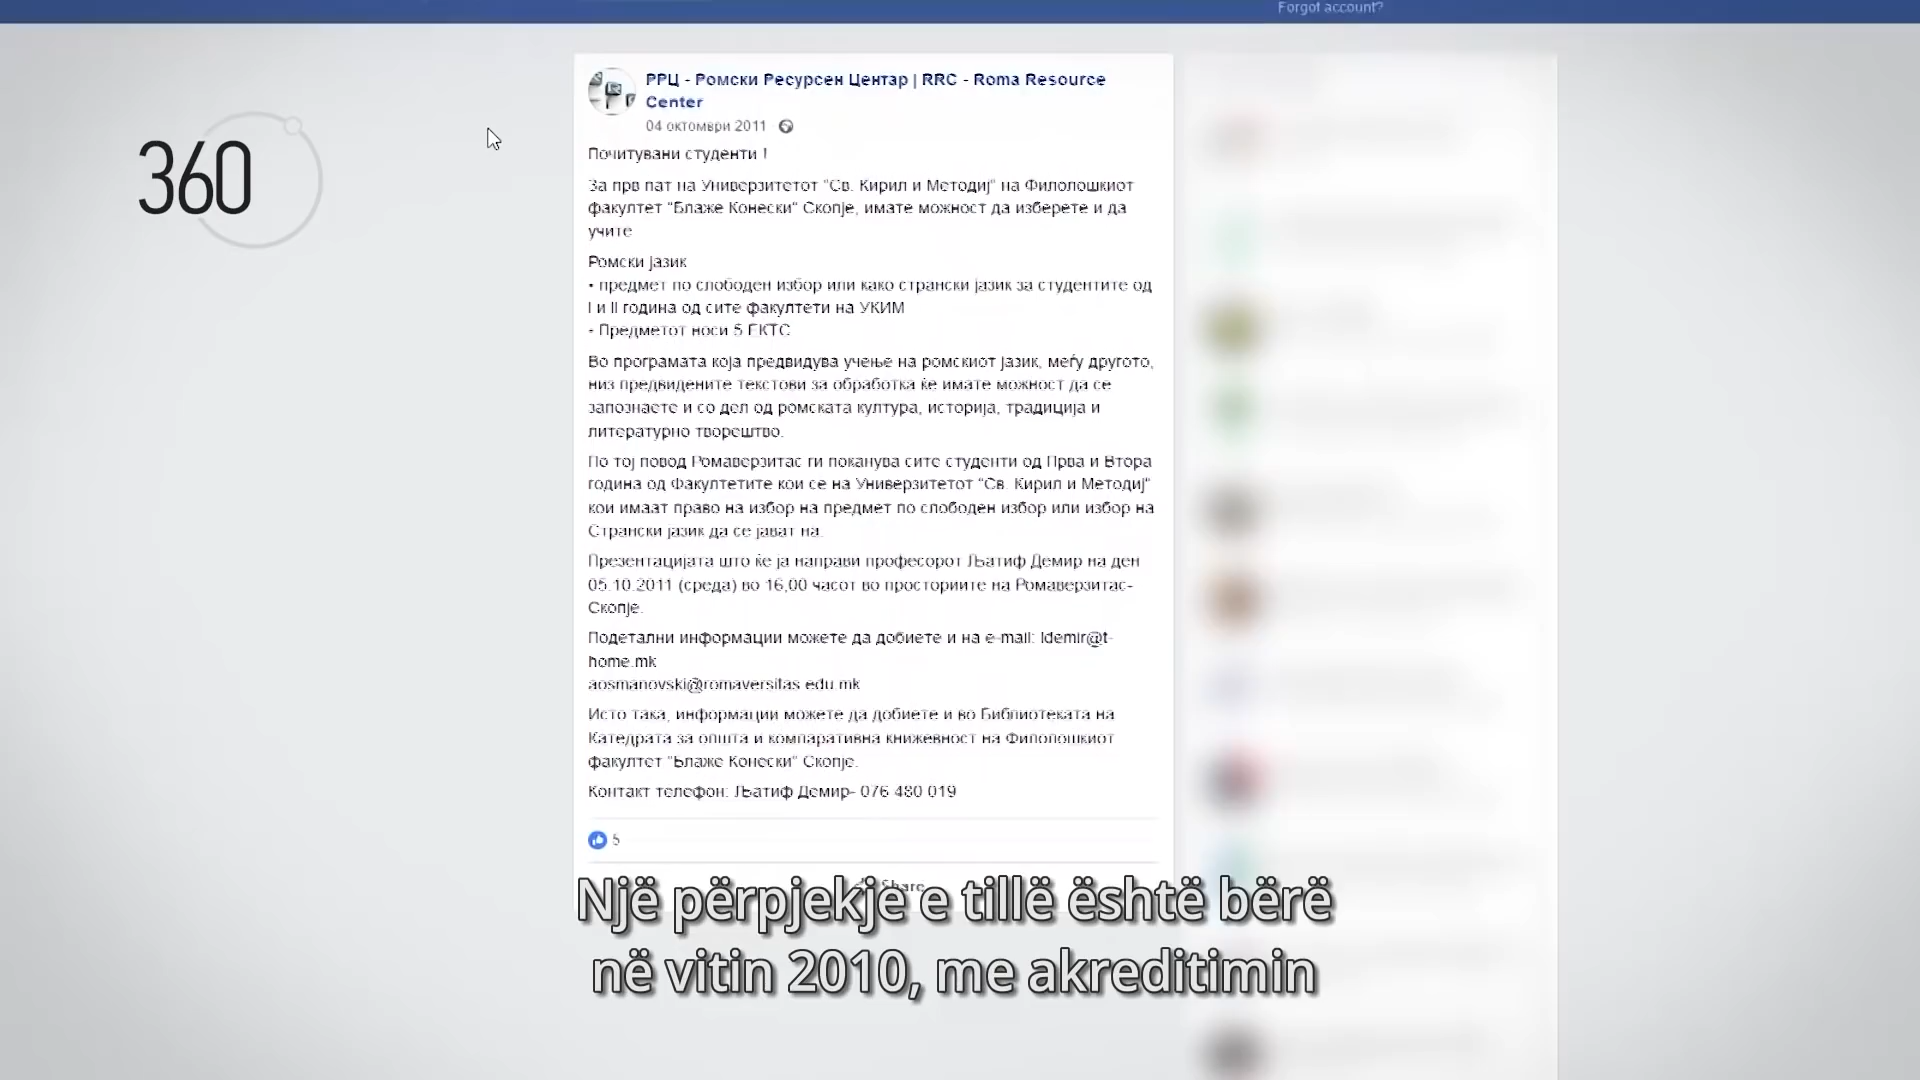 Forgot account?
360
РРЦ - Ромски Ресурсен Центар | RRC - Roma Resource
Center
04 октомври 2011
Почитувани студенти !
За прв пат на Универзитетот "Св. Кирил и Методиј" на Филолошкиот
факултет "Блаже Конески" Скопје, имате можност да изберете и да
учите
Ромски јазик
- предмет по слободен избор или како странски јазик за студентите од
I и II година од сите факултети на УКИМ
- Предметот носи 5 ЕКТС
Во програмата која предвидува учење на ромскиот јазик, меѓу другото,
низ предвидените текстови за обработка ќе имате можност да се
запознаете и со дел од ромската култура, историја, традиција и
литературно творештво.
По тој повод Ромаверзитас ги поканува сите студенти од Прва и Втора
година од Факултетите кои се на Универзитетот "Св. Кирил и Методиј"
кои имаат право на избор на предмет по слободен избор или избор на
Странски јазик да се јават на.
Презентацијата што ќе ја направи професорот Љатиф Демир на ден
05.10.2011 (среда) во 16,00 часот во просториите на Ромаверзитас-
Скопје.
Подетални информации можете да добиете и на e-mail: ldemir@t-
home.mk
aosmanovski@romaversitas.edu.mk
Исто така, информации можете да добиете и во Библиотеката на
Катедрата за општа и компаративна книжевност на Филолошкиот
факултет "Блаже Конески" Скопје.
Контакт телефон: Љатиф Демир- 076 480 019
5
Share
Një përpjekje e tillë është bërë
në vitin 2010, me akreditimin